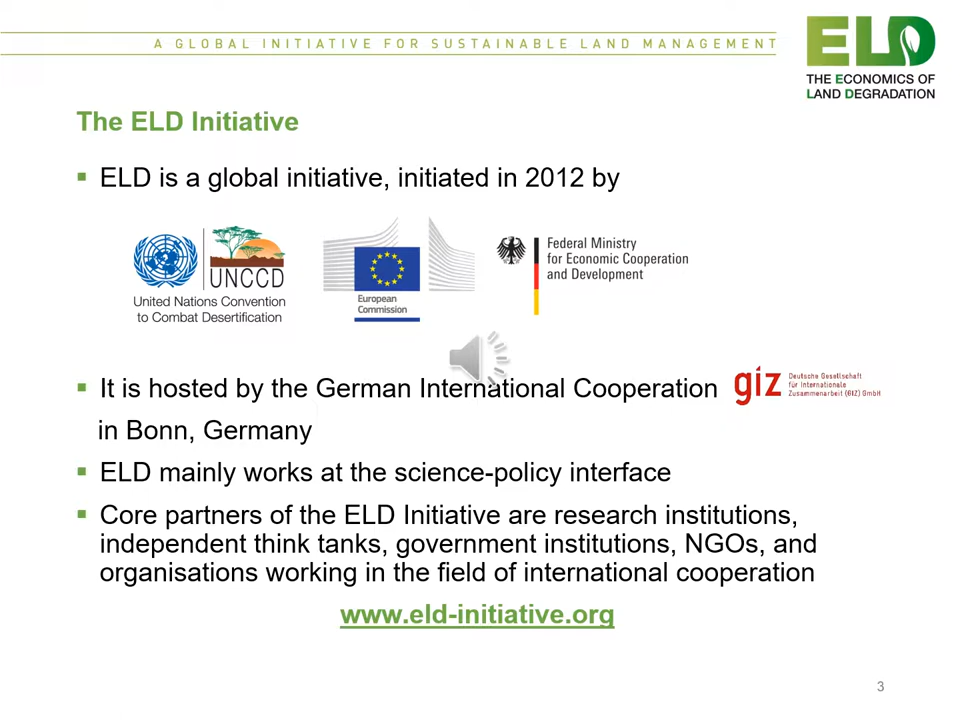 A GLOBAL INITIATIVE FOR SUSTAINABLE LAND MANAGEMENT
ELD
THE ECONOMICS OF
LAND DEGRADATION
The ELD Initiative
ELD is a global initiative, initiated in 2012 by
UNCCD
United Nations Convention
to Combat Desertification
European
Commission
Federal Ministry
for Economic Cooperation
and Development
It is hosted by the German International Cooperation
in Bonn, Germany
giz
Deutsche Gesellschaft
für Internationale
Zusammenarbeit (GIZ) GmbH
ELD mainly works at the science-policy interface
Core partners of the ELD Initiative are research institutions,
independent think tanks, government institutions, NGOs, and
organisations working in the field of international cooperation
www.eld-initiative.org
3